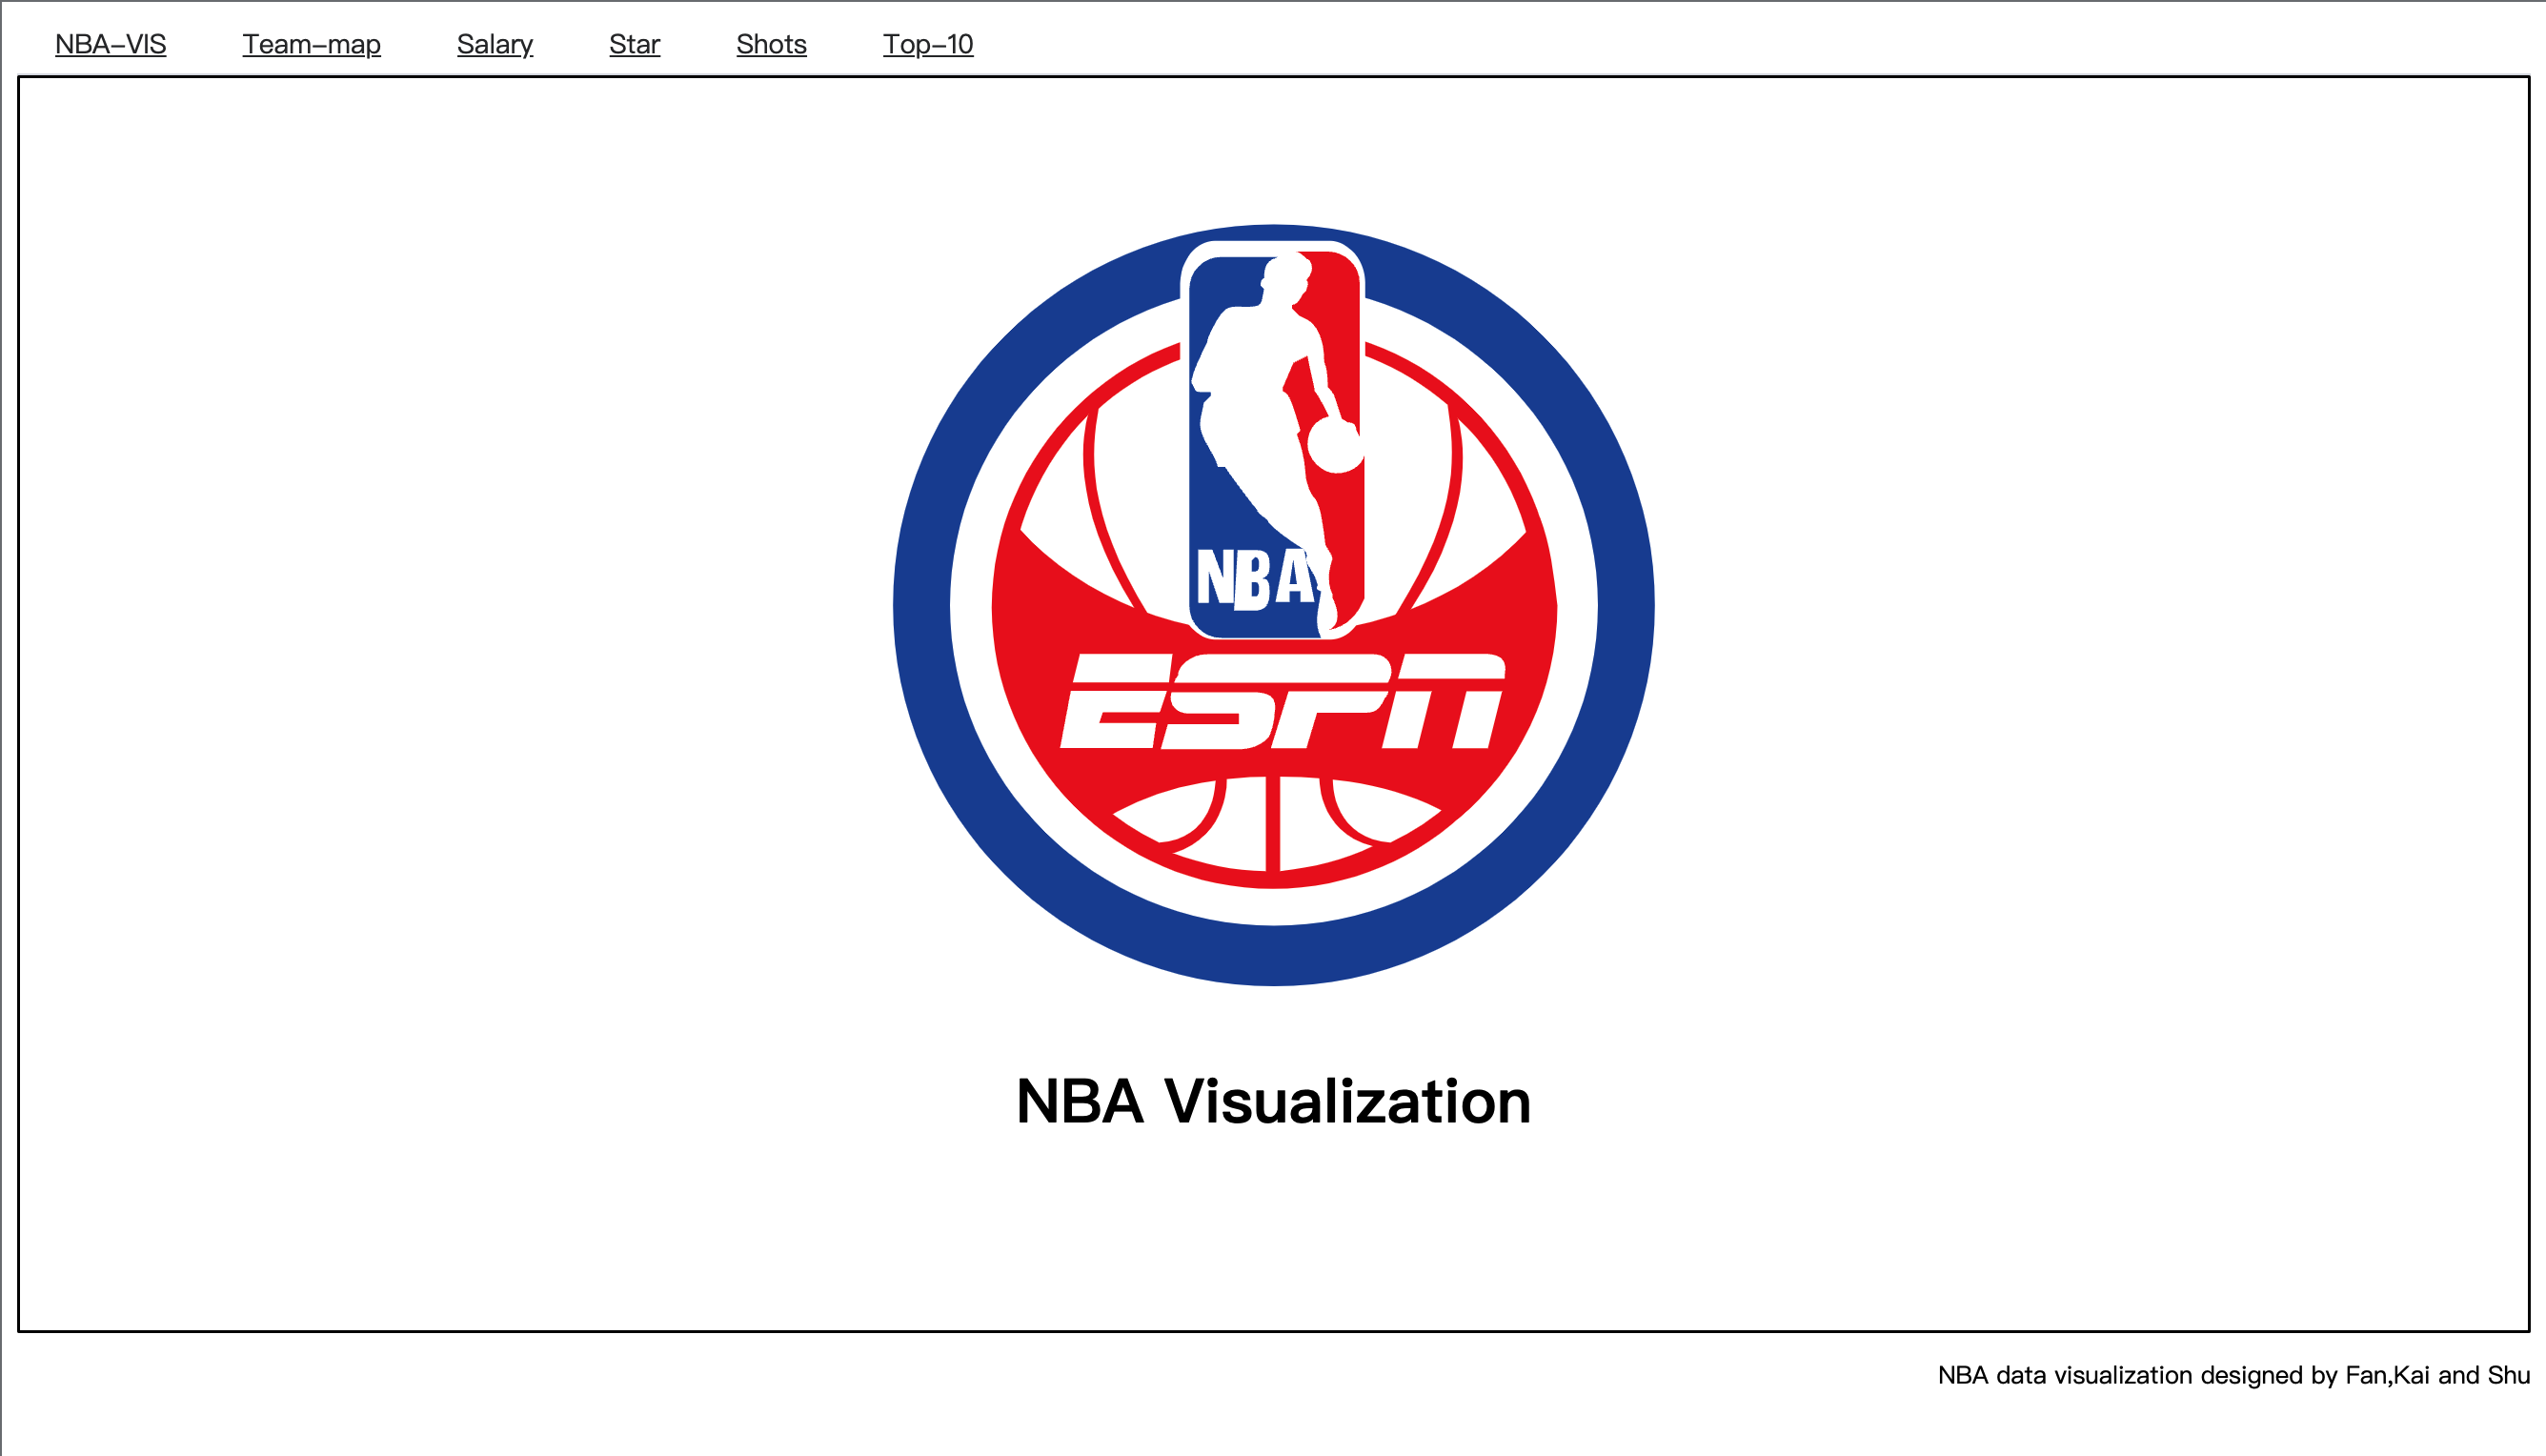 NBA-VIS Team-map Salary Star Shots Top-10
NBA
ESPN
NBA Visualization
NBA data visualization designed by Fan,Kai and Shu